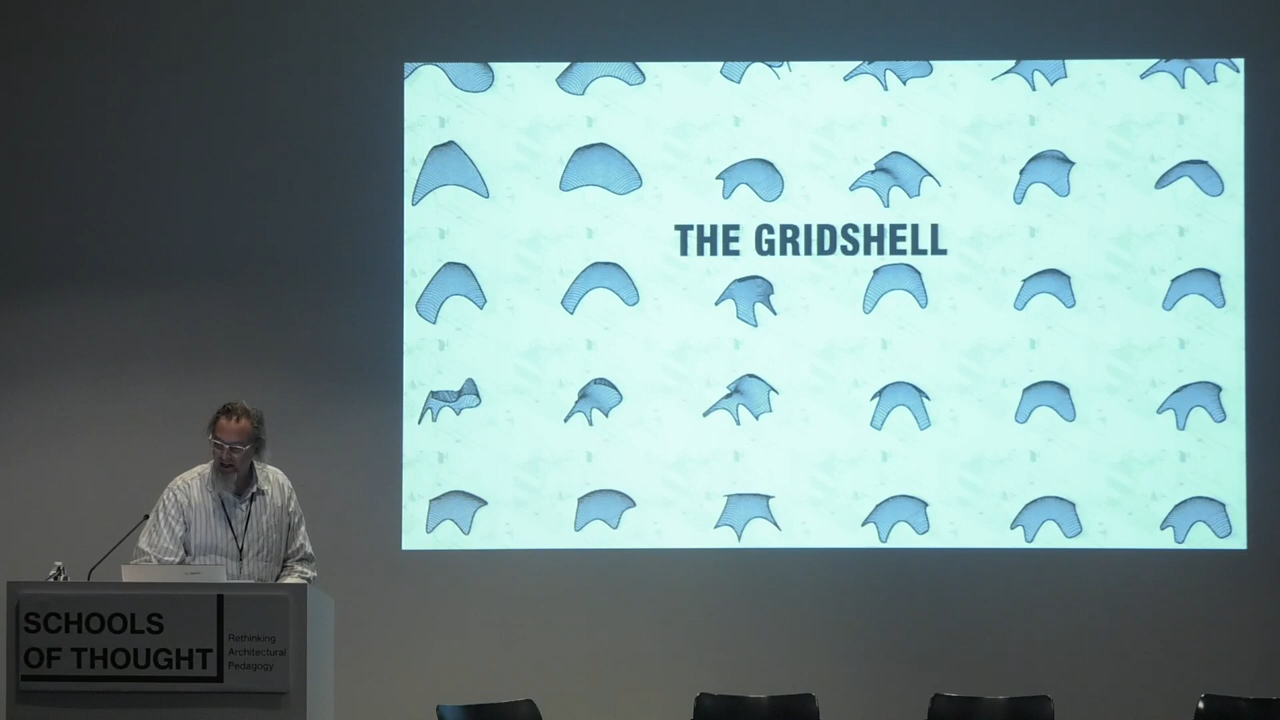 THE GRIDSHELL
SCHOOLS
OF THOUGHT
Rethinking
Architectural
Pedagogy